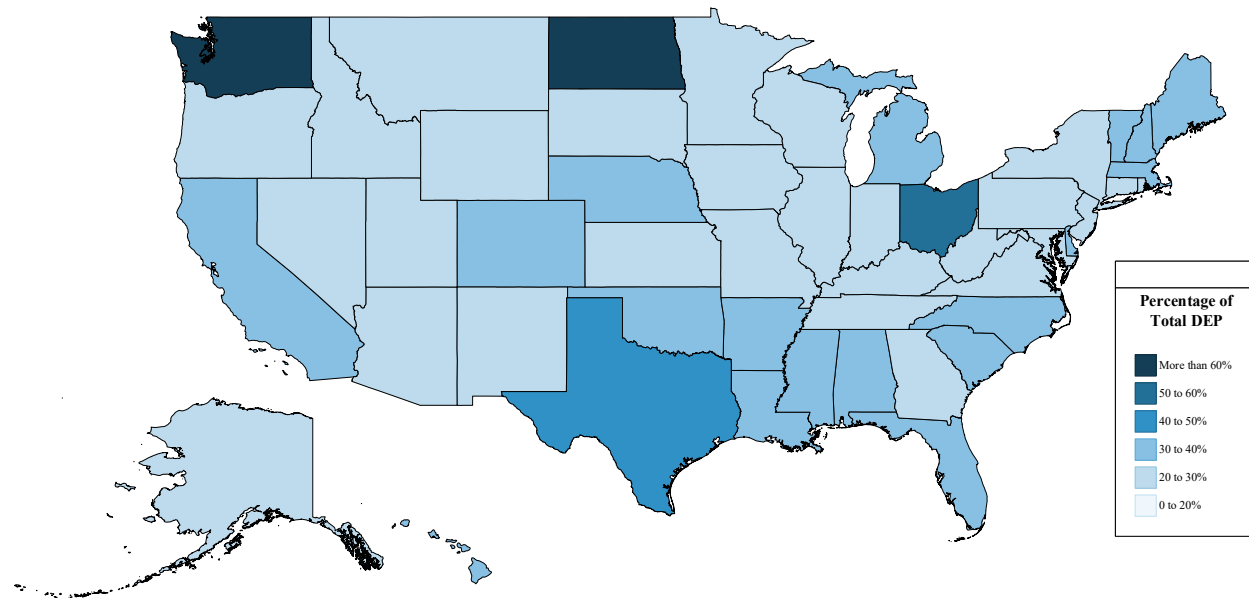 Percentage of
Total DEP
More than 60%
50 to 60%
40 to 50%
30 to 40%
20 to 30%
0 to 20%